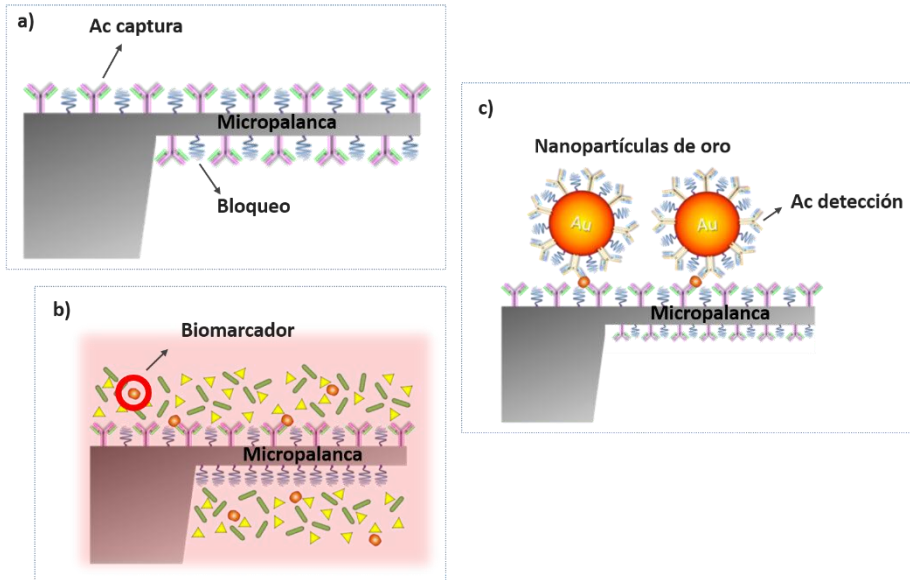 a)
Ac captura
Micropalanca
Bloqueo
b)
Biomarcador
Micropalanca
c)
Nanopartículas de oro
Ac detección
Au
Au
Micropalanca